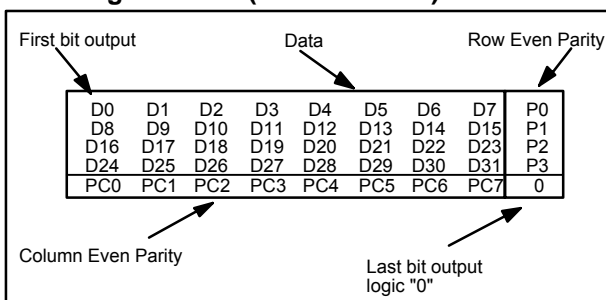 First bit output Data Row Even Parity
D0 D1 D2 D3 D4 D5 D6 D7 P0
D8 D9 D10 D11 D12 D13 D14 D15 P1
D16 D17 D18 D19 D20 D21 D22 D23 P2
D24 D25 D26 D27 D28 D29 D30 D31 P3
PC0 PC1 PC2 PC3 PC4 PC5 PC6 PC7 0
Column Even Parity
Last bit output
logic "0"